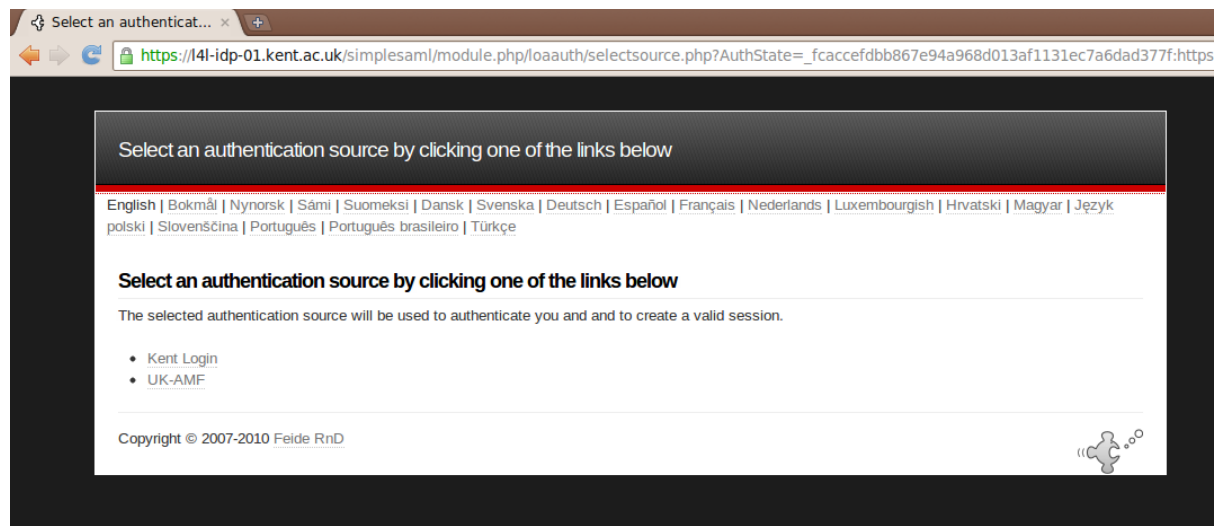 Select an authenticat...
https://l4l-idp-01.kent.ac.uk/simplesaml/module.php/loaauth/selectsource.php?AuthState=_fcaccefdbb867e94a968d013af1131ec7a6dad377f:https
Select an authentication source by clicking one of the links below
English | Bokmål | Nynorsk | Sámi | Suomeksi | Dansk | Svenska | Deutsch | Español | Français | Nederlands | Luxembourgish | Hrvatski | Magyar | Język
polski | Slovenščina | Português | Português brasileiro | Türkçe
Select an authentication source by clicking one of the links below
The selected authentication source will be used to authenticate you and and to create a valid session.
Kent Login
UK-AMF
Copyright © 2007-2010 Feide RnD